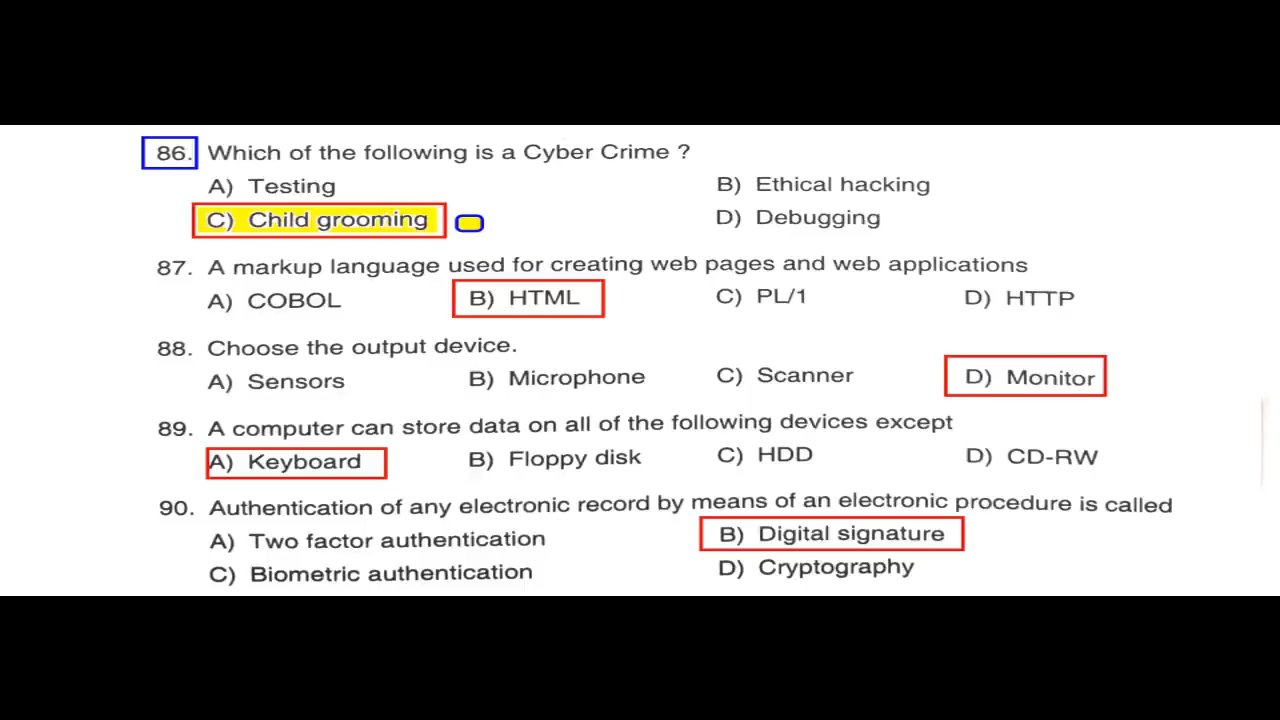 86. Which of the following is a Cyber Crime ?
A) Testing B) Ethical hacking
C) Child grooming D) Debugging
87. A markup language used for creating web pages and web applications
A) COBOL B) HTML C) PL/1 D) HTTP
88. Choose the output device.
A) Sensors B) Microphone C) Scanner D) Monitor
89. A computer can store data on all of the following devices except
A) Keyboard B) Floppy disk C) HDD D) CD-RW
90. Authentication of any electronic record by means of an electronic procedure is called
A) Two factor authentication B) Digital signature
C) Biometric authentication D) Cryptography